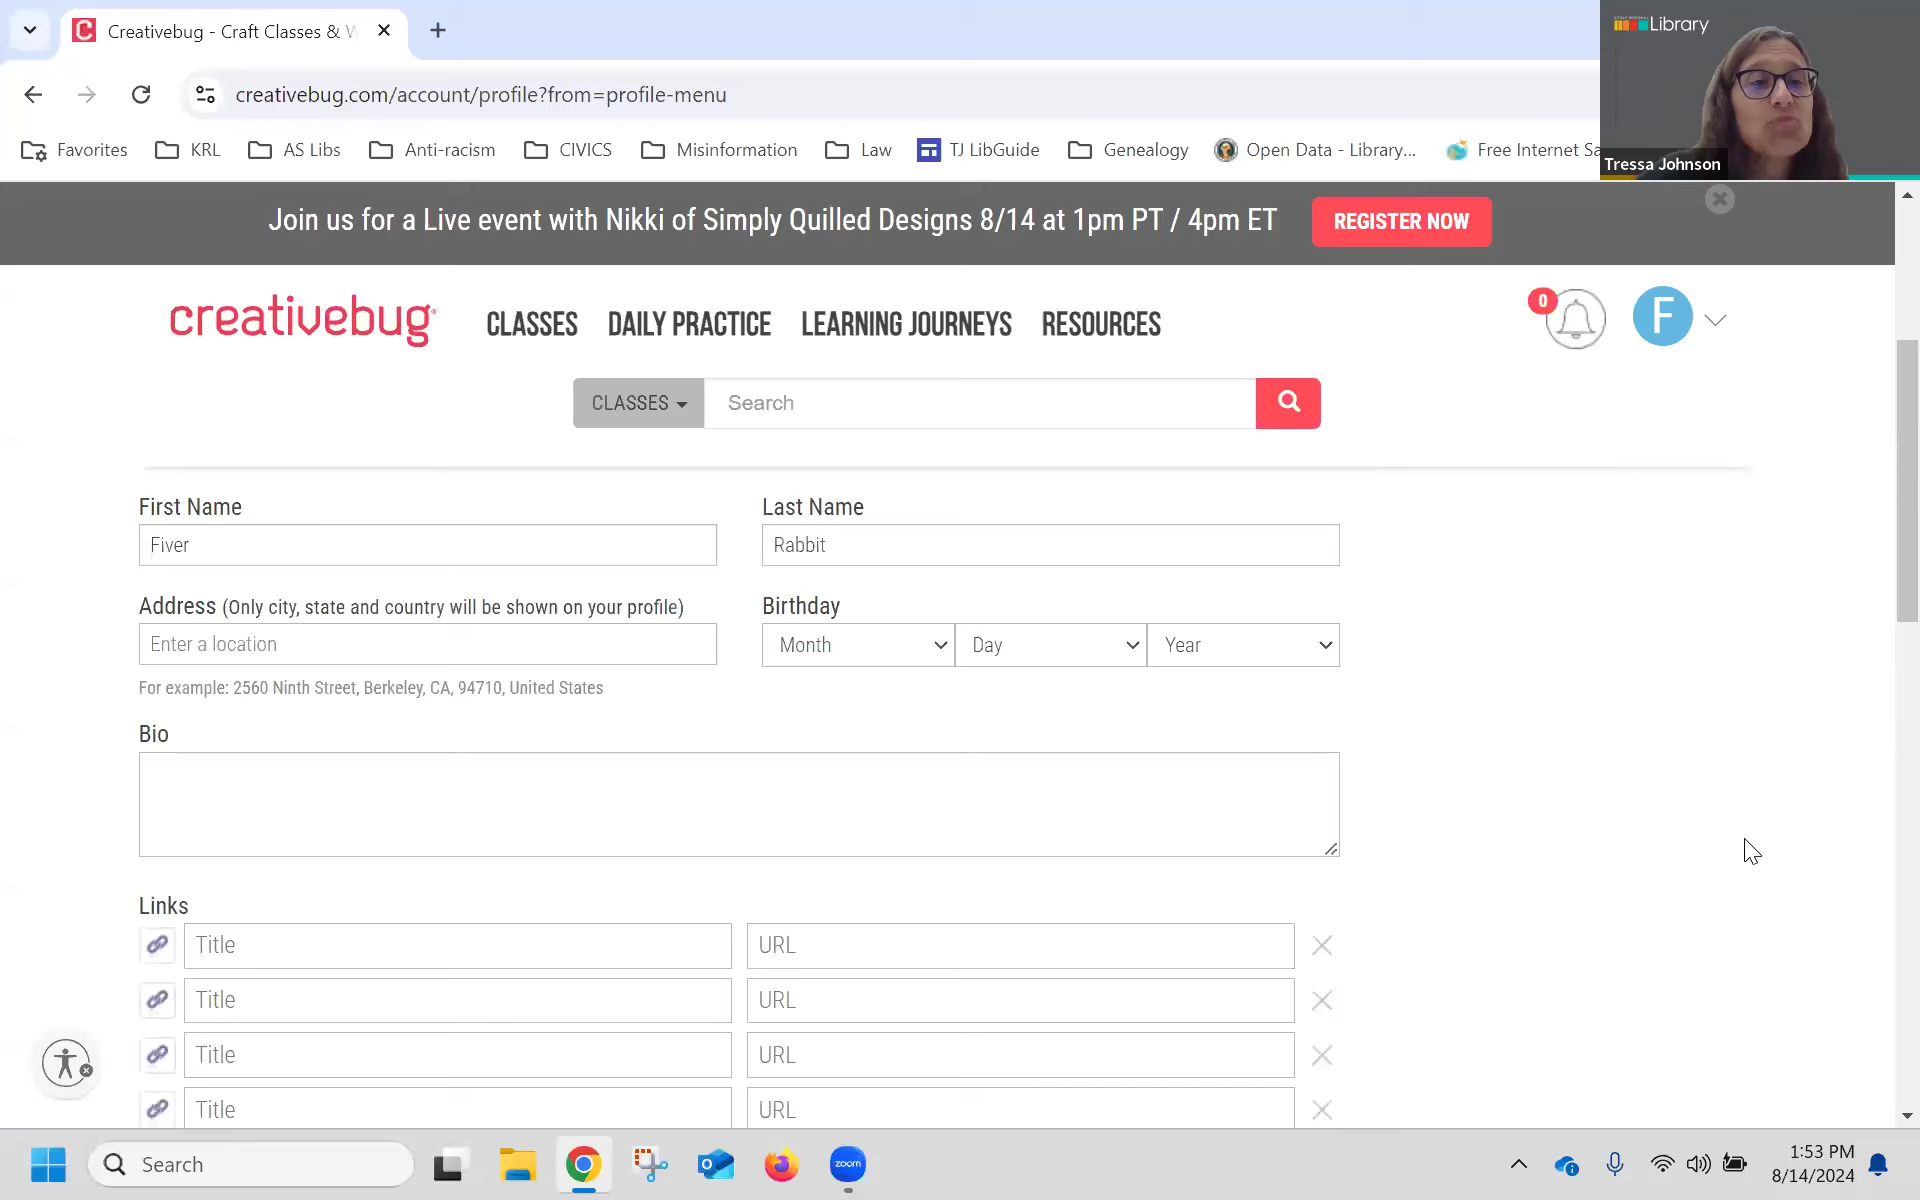 Creativebug - Craft Classes & W
creativebug.com/account/profile?from=profile-menu
Favorites KRL AS Libs Anti-racism CIVICS Misinformation Law TJ LibGuide Genealogy Open Data - Library... Free Internet Sa
Library
Tressa Johnson
Join us for a Live event with Nikki of Simply Quilled Designs 8/14 at 1pm PT / 4pm ET REGISTER NOW
creativebug CLASSES DAILY PRACTICE LEARNING JOURNEYS RESOURCES 0 F
CLASSES Search
First Name Last Name
Fiver Rabbit
Address (Only city, state and country will be shown on your profile) Birthday
Enter a location Month Day Year
For example: 2560 Ninth Street, Berkeley, CA, 94710, United States
Bio
Links
Title URL
Title URL
Title URL
Title URL
Search zoom 1:53 PM
8/14/2024